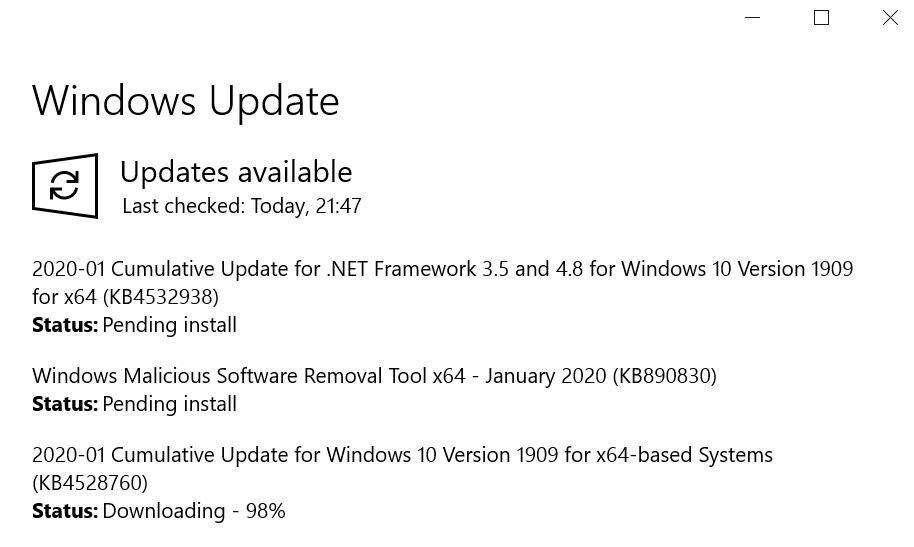 Windows Update
Updates available
Last checked: Today, 21:47
2020-01 Cumulative Update for .NET Framework 3.5 and 4.8 for Windows 10 Version 1909
for x64 (KB4532938)
Status: Pending install
Windows Malicious Software Removal Tool x64 - January 2020 (KB890830)
Status: Pending install
2020-01 Cumulative Update for Windows 10 Version 1909 for x64-based Systems
(KB4528760)
Status: Downloading - 98%